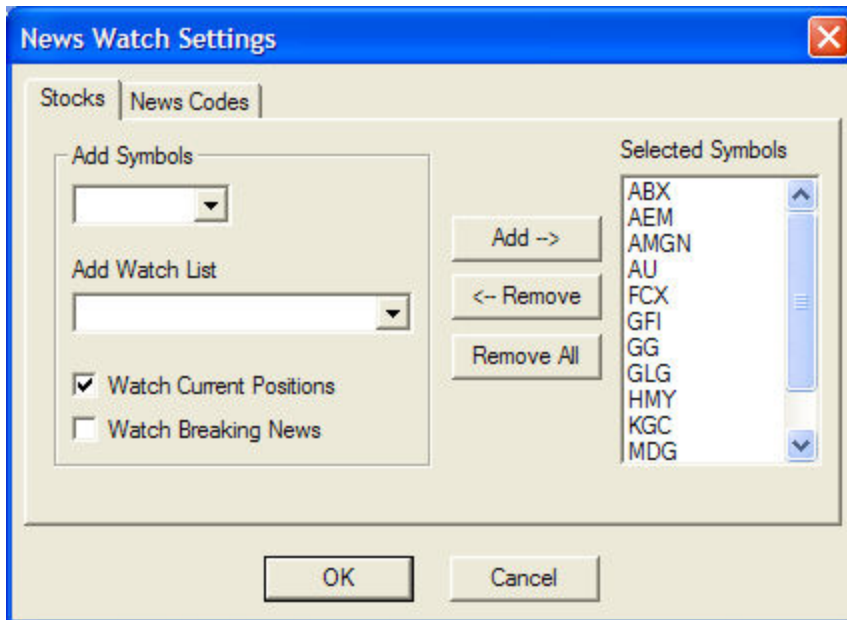 News Watch Settings
Stocks
News Codes
Add Symbols
Add Watch List
Watch Current Positions
Watch Breaking News
Add -->
<-- Remove
Remove All
Selected Symbols
ABX
AEM
AMGN
AU
FCX
GFI
GG
GLG
HMY
KGC
MDG
OK
Cancel